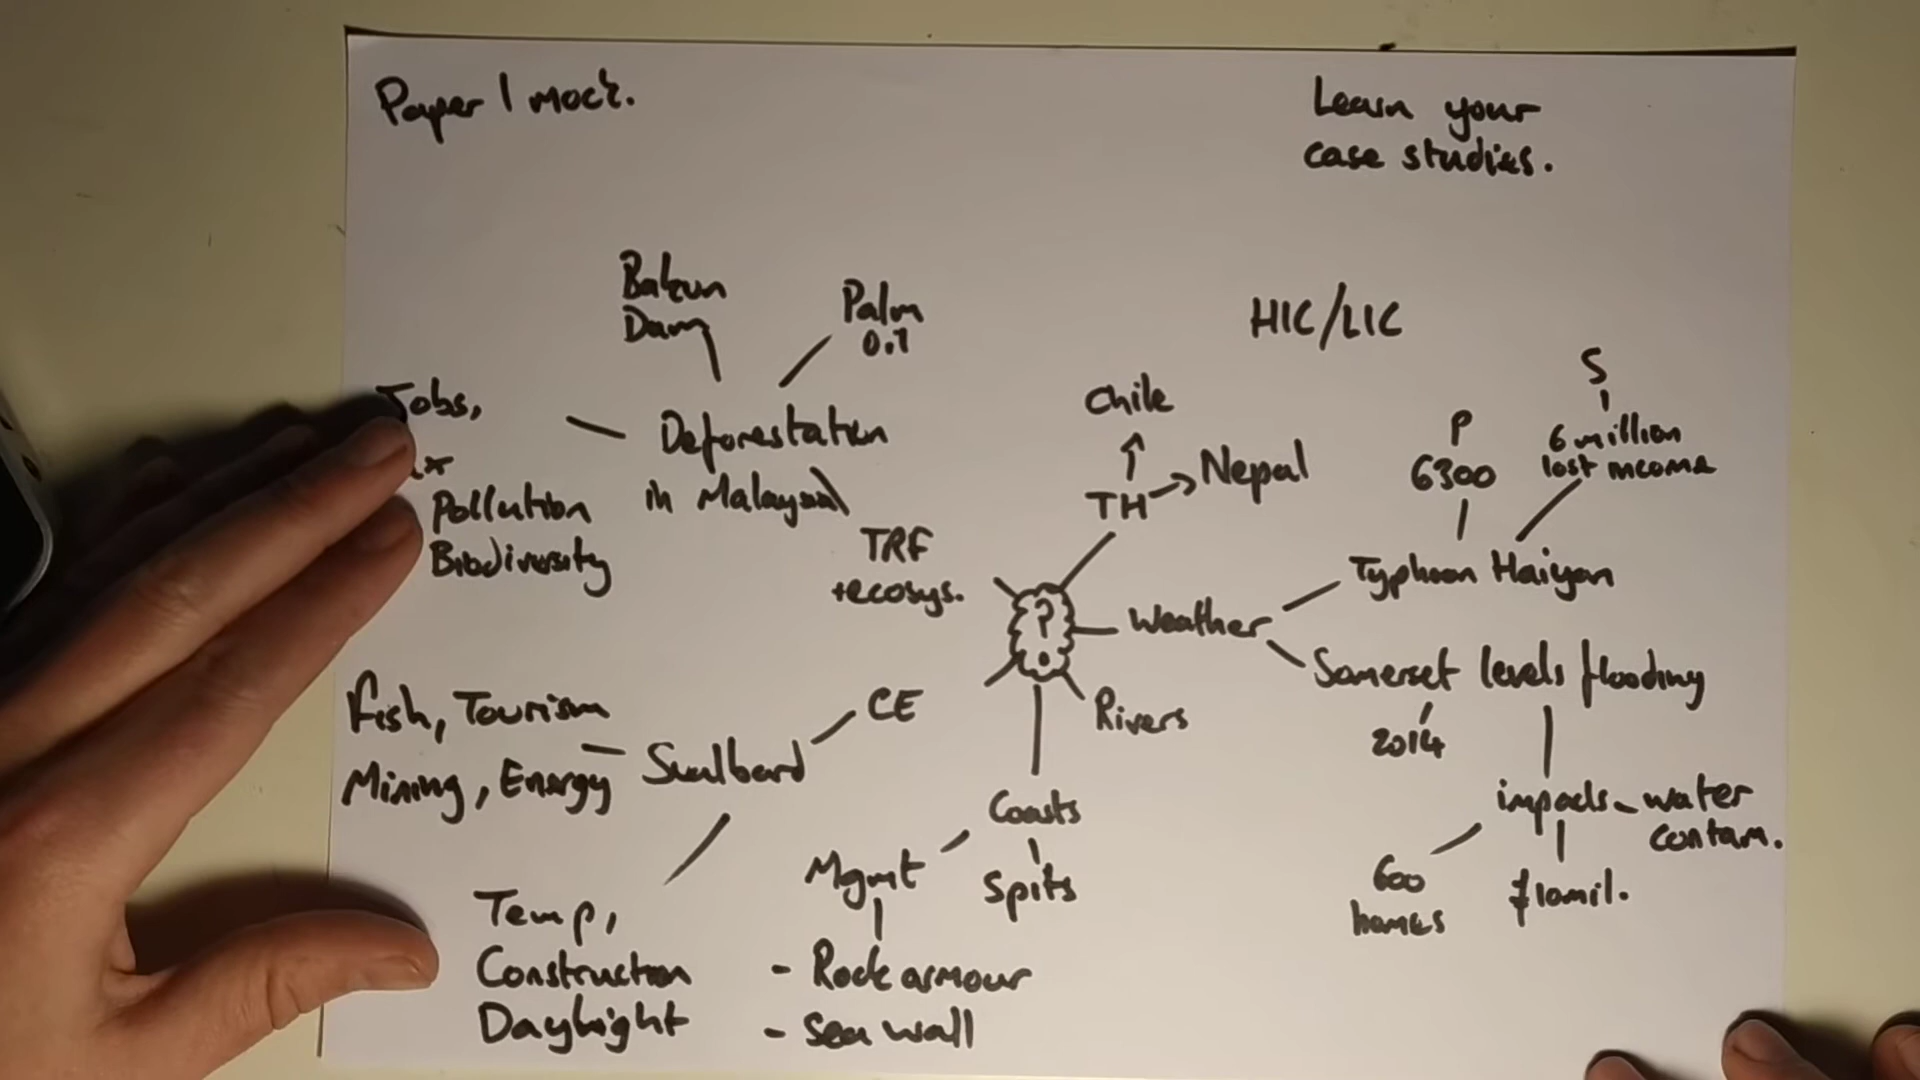 Paper 1 mock.
Learn your
case studies.
Bakun
Dam
Palm
HIC/LIC
Jobs,
Pollution
Biodiversity
Deforestation
in Malaysia
TRF
+ecosys.
Chile
TH
Nepal
P
6300
S
6 million
lost income
Typhoon Haiyan
?
Weather
Somerset levels flooding
2014
impacts - water
contam.
600
homes
£10mil.
Rivers
CE
Fish, Tourism
Mining, Energy
Svalbard
Temp,
Construction
Daylight
Coasts
Mgmt
Spits
- Rock armour
- Sea wall